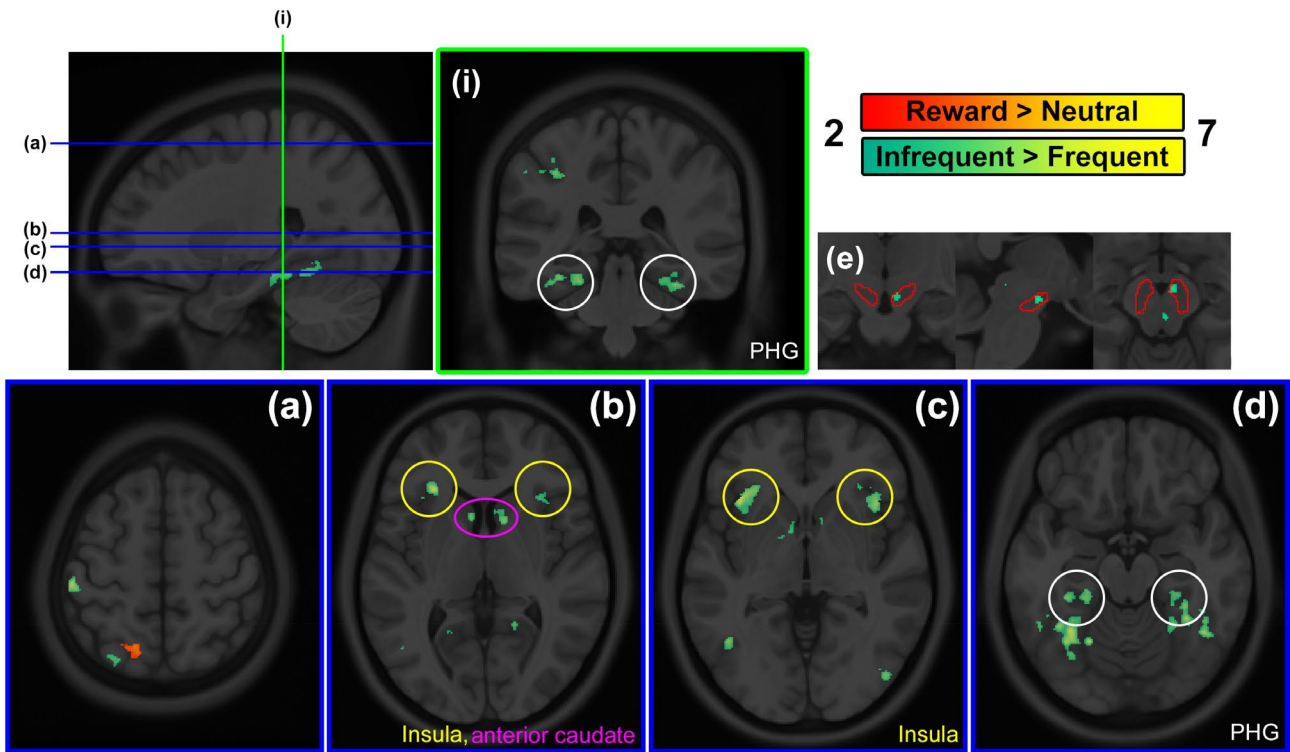 (i)
(a)
(b)
(c)
(d)
(i)
PHG
2
Reward > Neutral
Infrequent > Frequent
7
(e)
(a)
(b)
Insula, anterior caudate
(c)
Insula
(d)
PHG